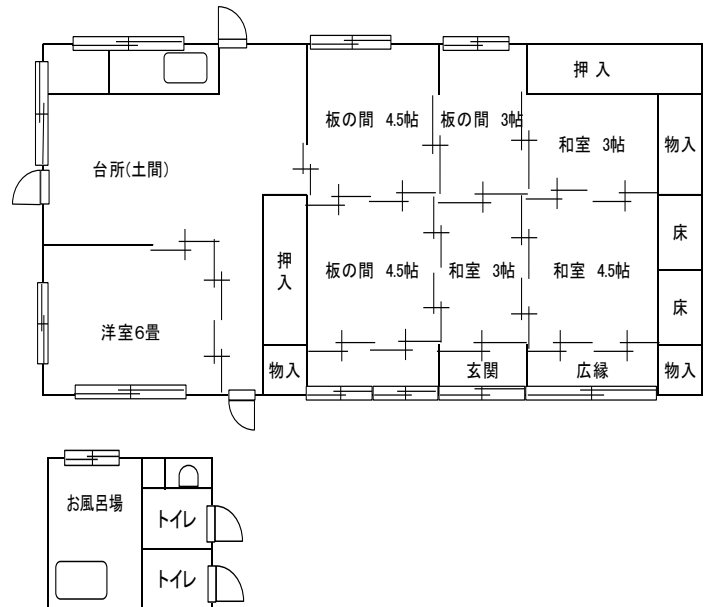 押 入
板の間 4.5帖
板の間 3帖
和室 3帖
物入
台所(土間)
床
押
入
板の間 4.5帖
和室 3帖
和室 4.5帖
床
洋室6畳
物入
玄関
広縁
物入
お風呂場
トイレ
トイレ